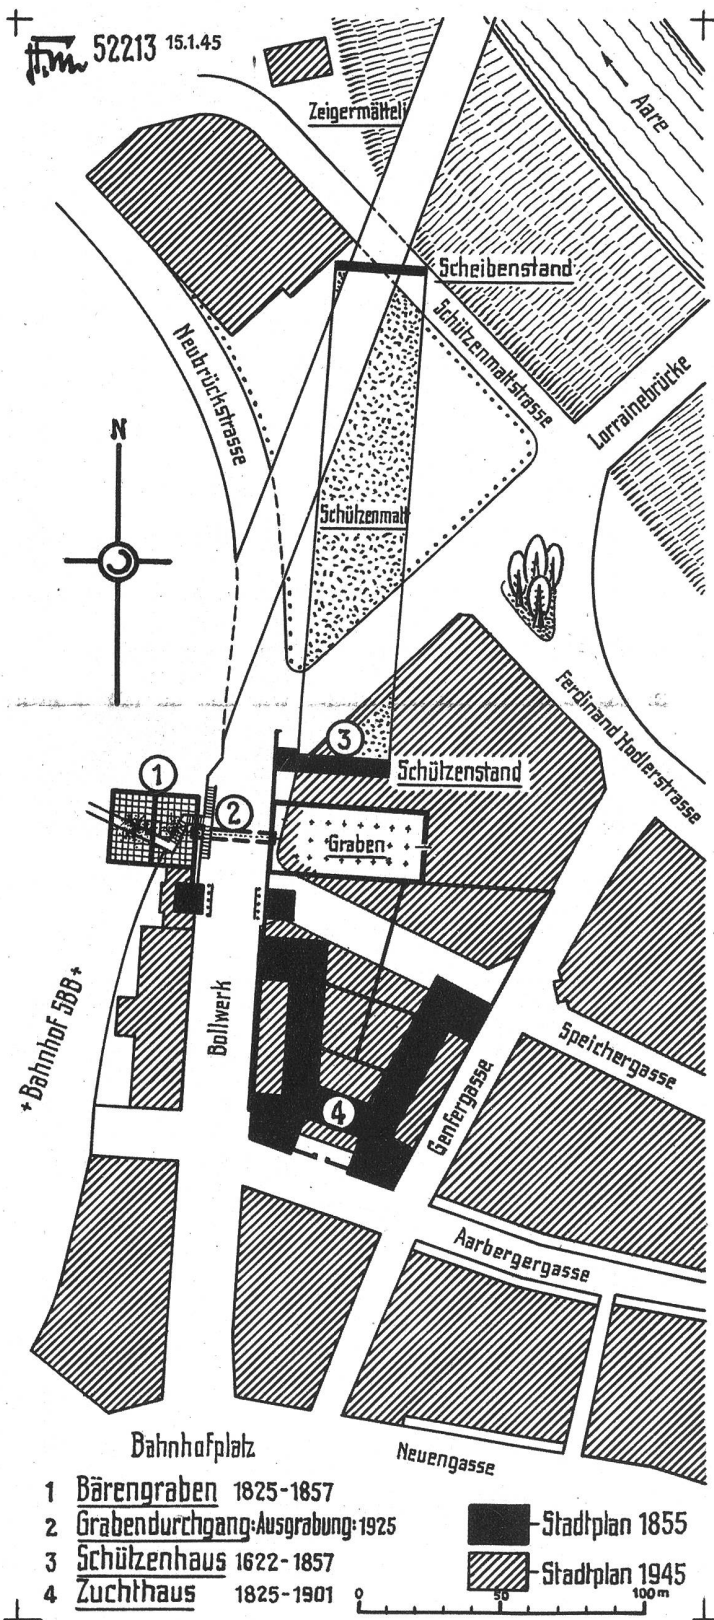 52213 15.1.45
Zeigermätteli
Aare
Scheibenstand
Schützenmattstrasse
Neubrückstrasse
Lorrainebrücke
N
Schützenmatt
Ferdinand Hodlerstrasse
3
1
Schützenstand
2
Graben
+Bahnhof SBB+
Bollwerk
Speichergasse
4
Genfergasse
Aarbergergasse
Bahnhofplatz
Neuengasse
1 Bärengraben 1825-1857
2 Grabendurchgang:Ausgrabung:1925
3 Schützenhaus 1622-1857
4 Zuchthaus 1825-1901
Stadtplan 1855
Stadtplan 1945
0 50 100m